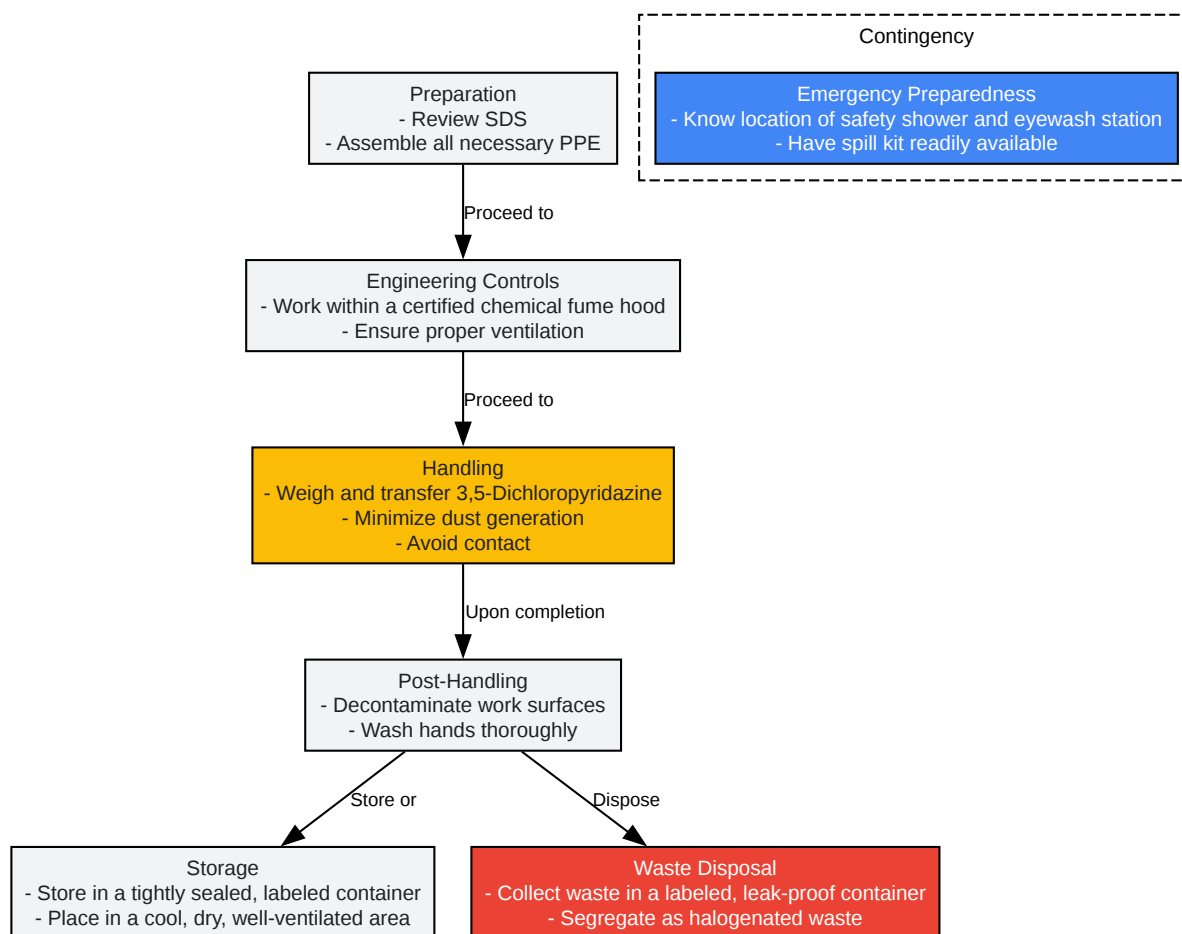 Contingency
Preparation
- Review SDS
- Assemble all necessary PPE
Emergency Preparedness
- Know location of safety shower and eyewash station
- Have spill kit readily available
Proceed to
Engineering Controls
- Work within a certified chemical fume hood
- Ensure proper ventilation
Proceed to
Handling
- Weigh and transfer 3,5-Dichloropyridazine
- Minimize dust generation
- Avoid contact
Upon completion
Post-Handling
- Decontaminate work surfaces
- Wash hands thoroughly
Store or
Dispose
Storage
- Store in a tightly sealed, labeled container
- Place in a cool, dry, well-ventilated area
Waste Disposal
- Collect waste in a labeled, leak-proof container
- Segregate as halogenated waste